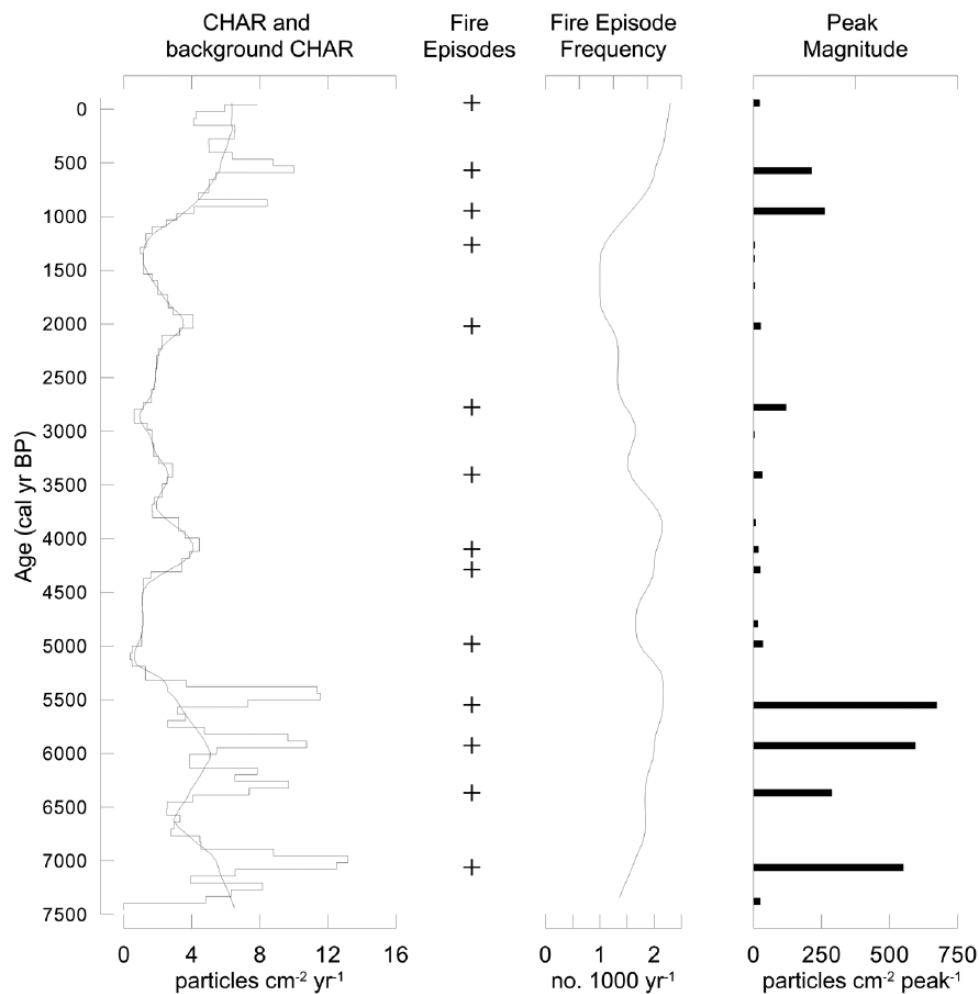 CHAR and
background CHAR
Fire
Episodes
Fire Episode
Frequency
Peak
Magnitude
Age (cal yr BP)
0
500
1000
1500
2000
2500
3000
3500
4000
4500
5000
5500
6000
6500
7000
7500
0 4 8 12 16
particles cm⁻² yr⁻¹
0 1 2
no. 1000 yr⁻¹
0 250 500 750
particles cm⁻² peak⁻¹